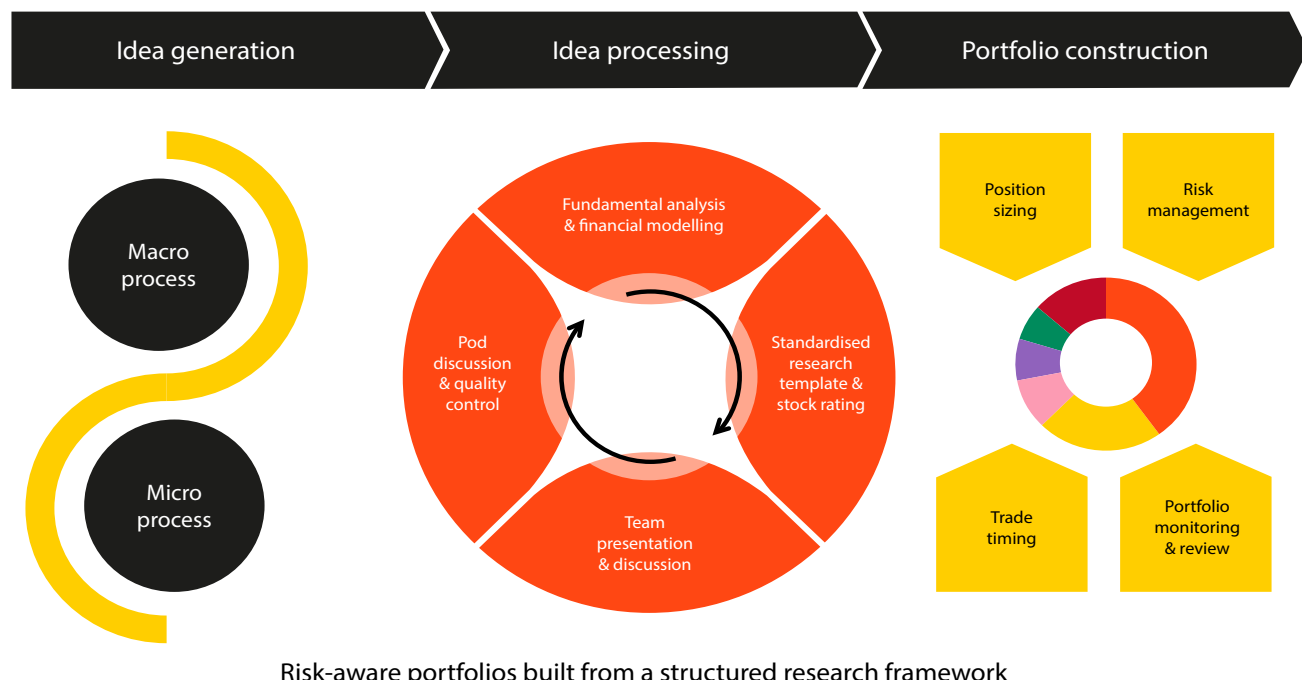 Idea generation
Idea processing
Portfolio construction
Macro
process
Micro
process
Fundamental analysis
& financial modelling
Standardised
research
template &
stock rating
Team
presentation
& discussion
Pod
discussion
& quality
control
Position
sizing
Risk
management
Trade
timing
Portfolio
monitoring
& review
Risk-aware portfolios built from a structured research framework